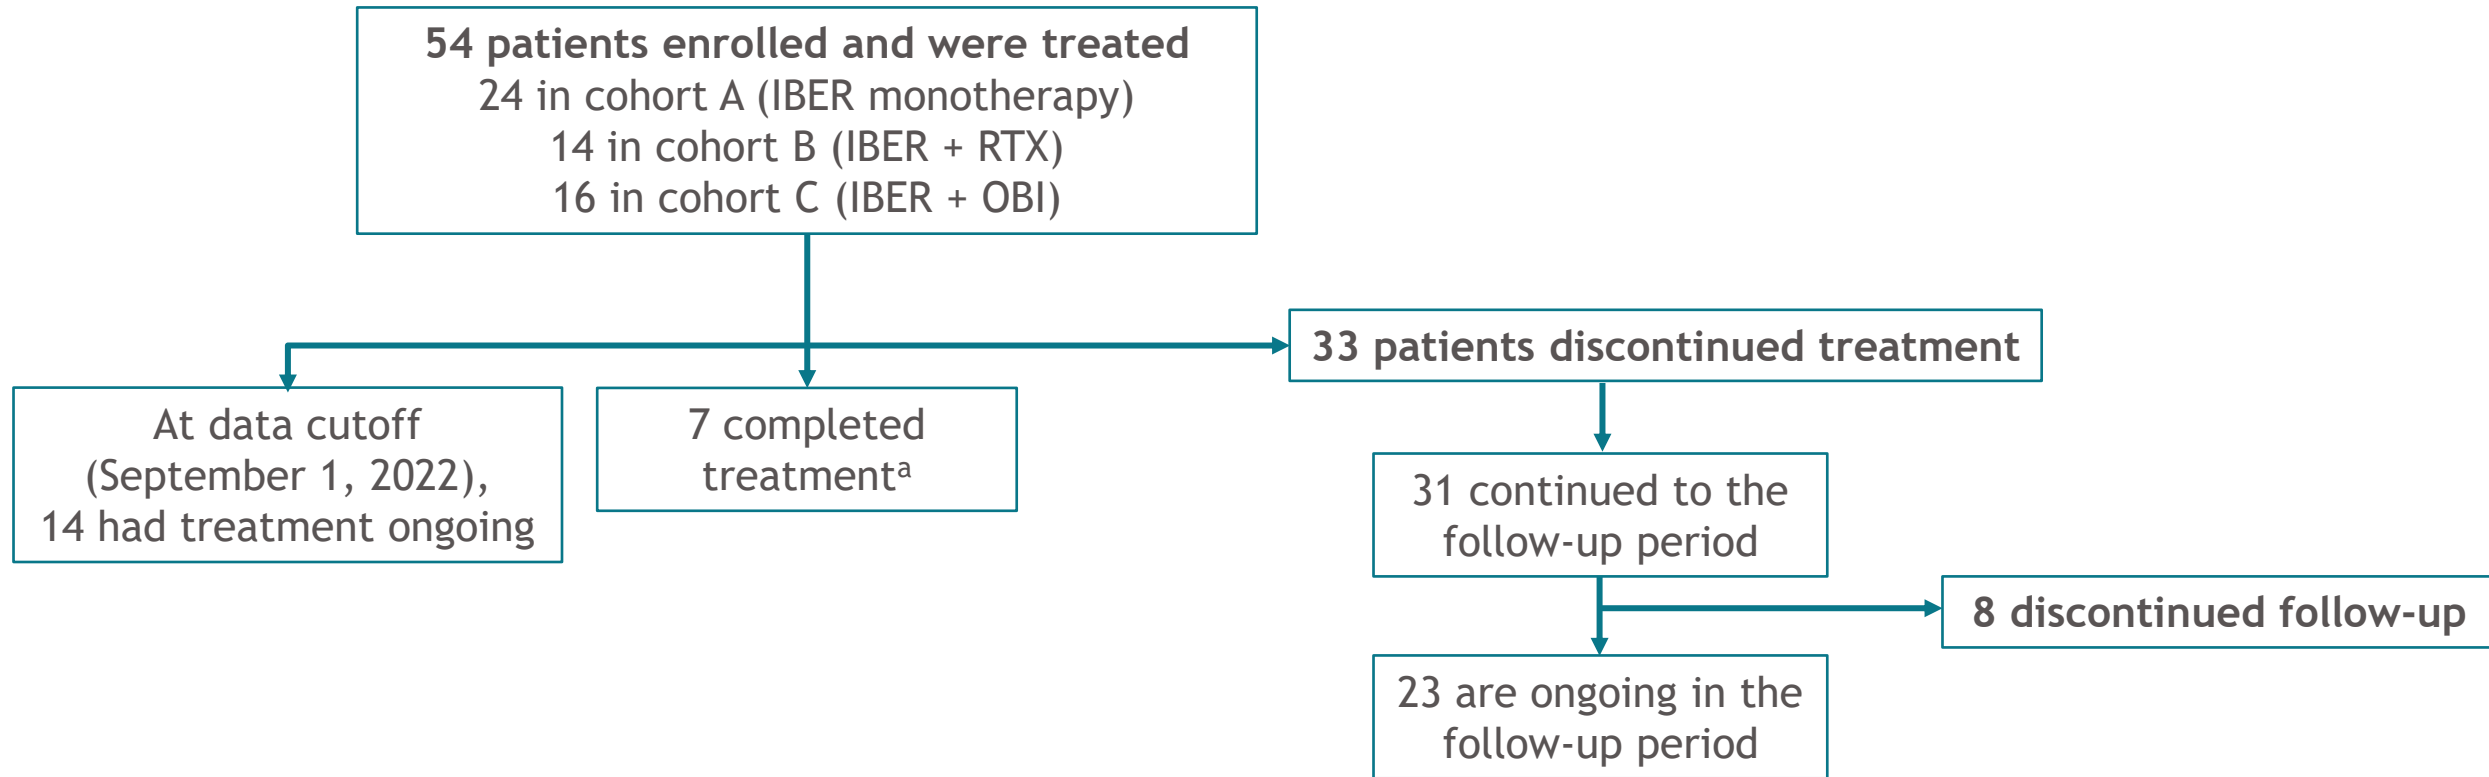 54 patients enrolled and were treated
24 in cohort A (IBER monotherapy)
14 in cohort B (IBER + RTX)
16 in cohort C (IBER + OBI)
33 patients discontinued treatment
At data cutoff
(September 1, 2022),
14 had treatment ongoing
7 completed
treatmentᵃ
31 continued to the
follow-up period
8 discontinued follow-up
23 are ongoing in the
follow-up period